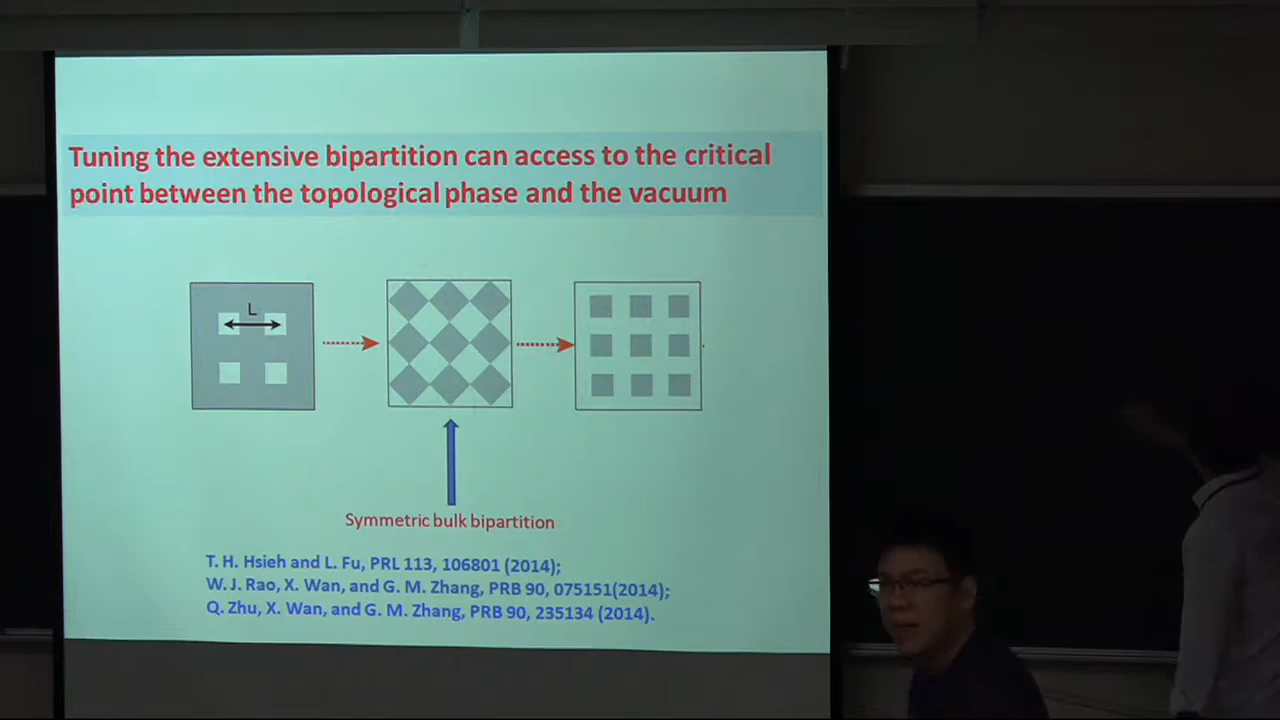 Tuning the extensive bipartition can access to the critical
point between the topological phase and the vacuum
L
Symmetric bulk bipartition
T. H. Hsieh and L. Fu, PRL 113, 106801 (2014);
W. J. Rao, X. Wan, and G. M. Zhang, PRB 90, 075151(2014);
Q. Zhu, X. Wan, and G. M. Zhang, PRB 90, 235134 (2014).